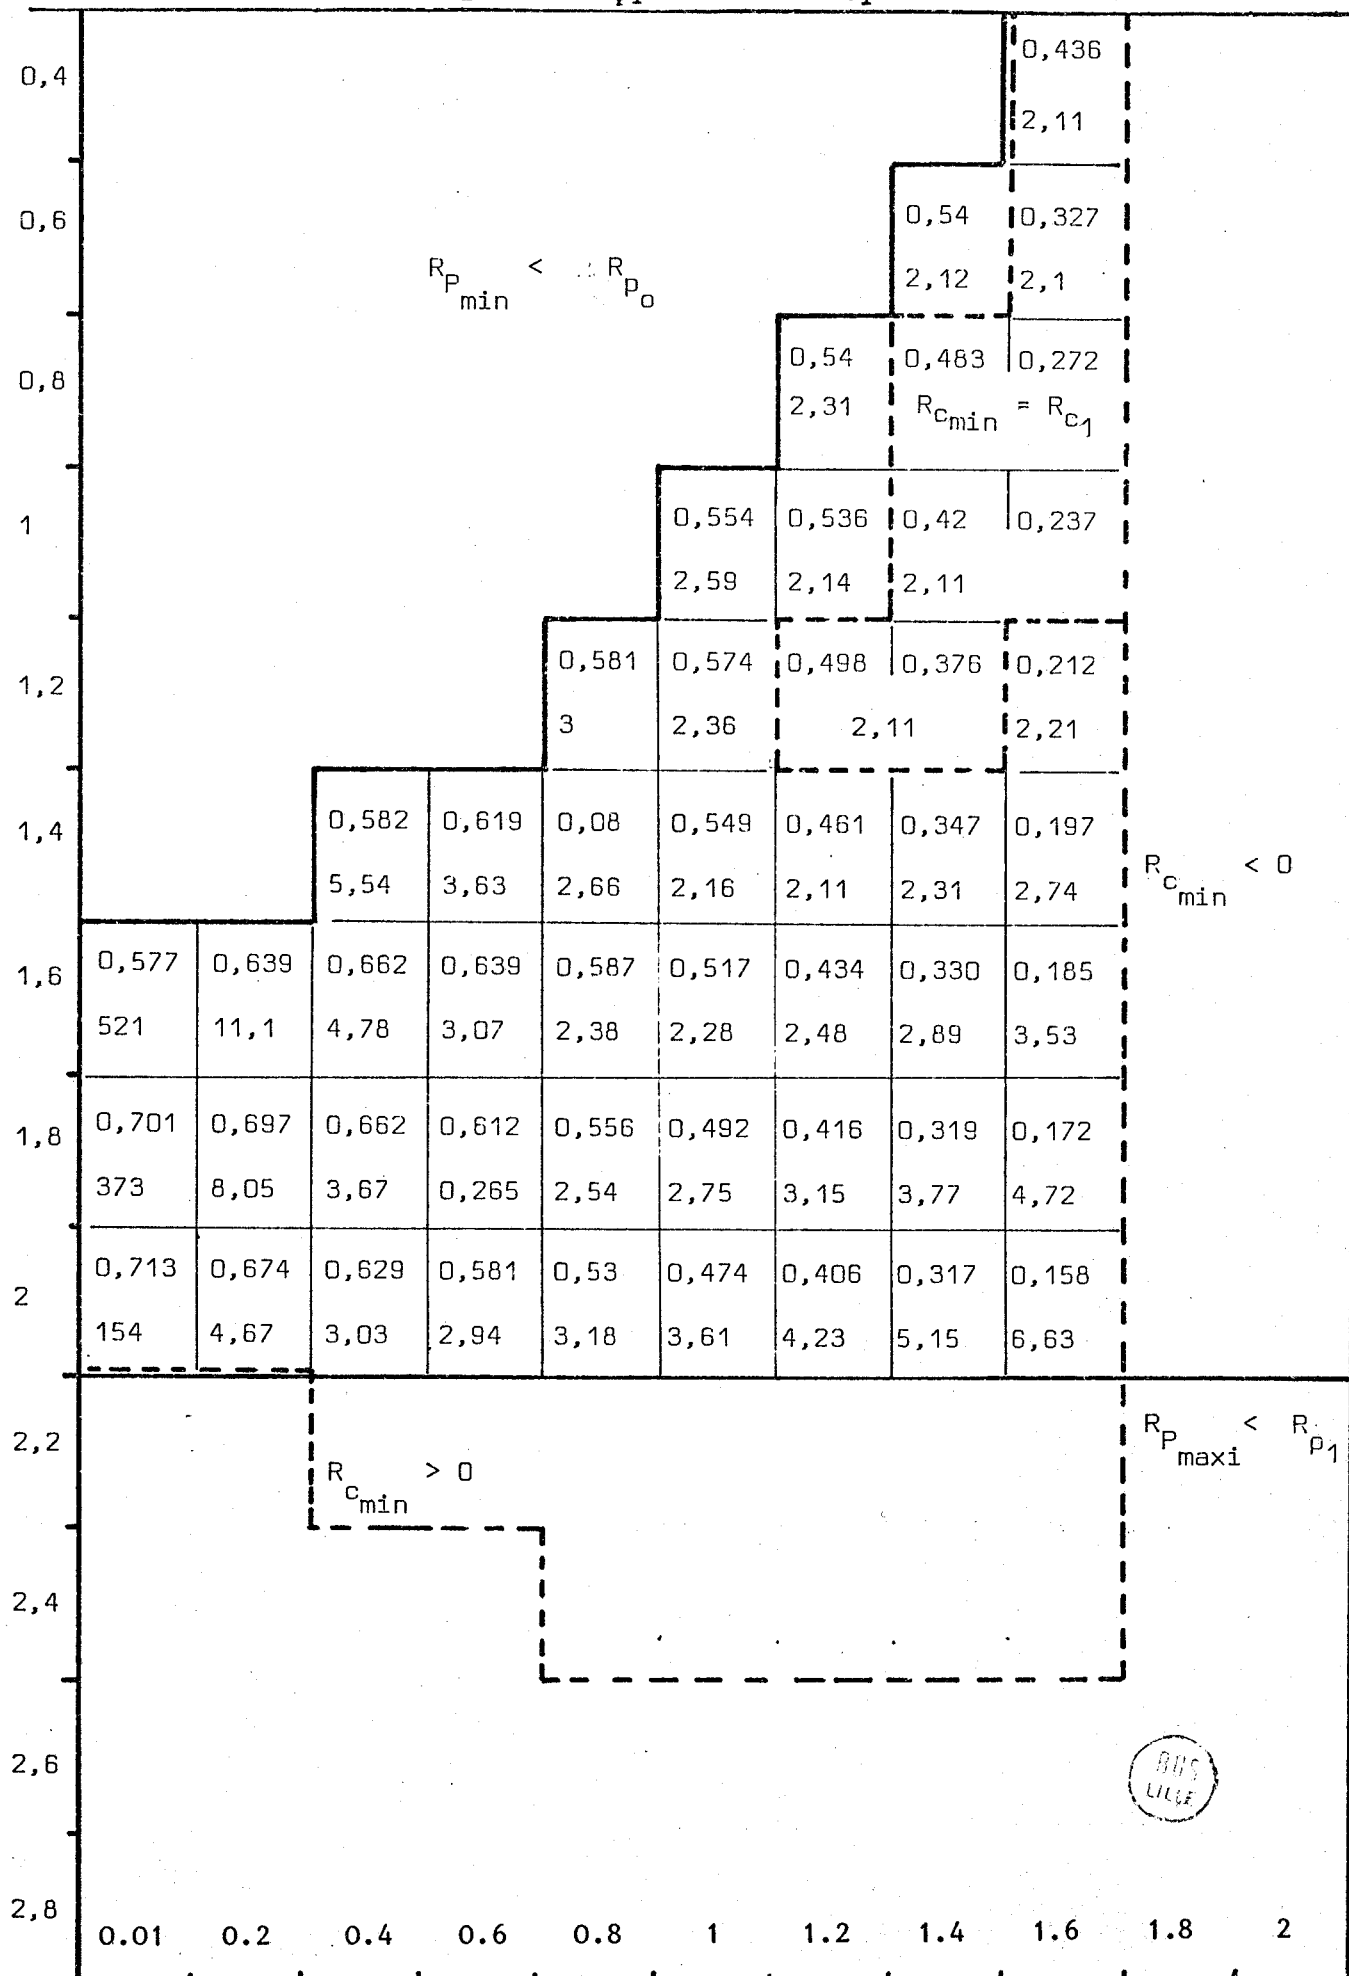 0,436
0,4
2,11
0,6 0,54 0,327
R_Pmin < R_po 2,12 2,1
0,8 0,54 0,483 0,272
2,31 R_cmin = R_c1
1 0,554 0,536 0,42 0,237
2,59 2,14 2,11
1,2 0,581 0,574 0,498 0,376 0,212
3 2,36 2,11 2,21
1,4 0,582 0,619 0,08 0,549 0,461 0,347 0,197
5,54 3,63 2,66 2,16 2,11 2,31 2,74 R_cmin < 0
1,6 0,577 0,639 0,662 0,639 0,587 0,517 0,434 0,330 0,185
521 11,1 4,78 3,07 2,38 2,28 2,48 2,89 3,53
1,8 0,701 0,697 0,662 0,612 0,556 0,492 0,416 0,319 0,172
373 8,05 3,67 0,265 2,54 2,75 3,15 3,77 4,72
2 0,713 0,674 0,629 0,581 0,53 0,474 0,406 0,317 0,158
154 4,67 3,03 2,94 3,18 3,61 4,23 5,15 6,63
2,2 R_Pmaxi < R_p1
R_cmin > 0
2,4
2,6 BUS
LILLE
2,8
0.01 0.2 0.4 0.6 0.8 1 1.2 1.4 1.6 1.8 2